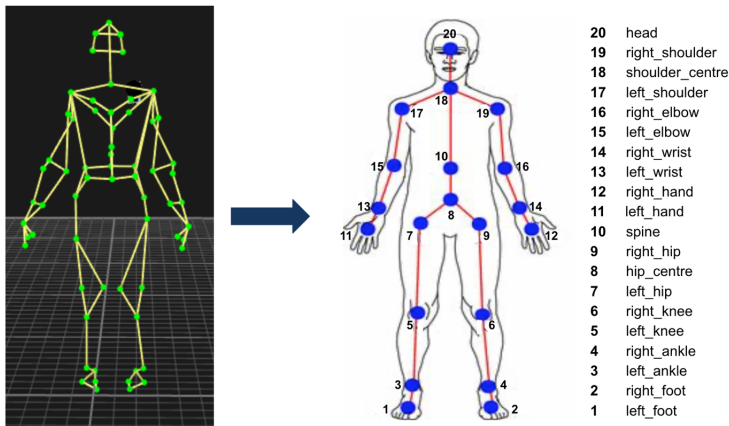 20
18
17
19
10
15
16
13
14
8
11
12
7
9
5
6
3
4
1
2
20 head
19 right_shoulder
18 shoulder_centre
17 left_shoulder
16 right_elbow
15 left_elbow
14 right_wrist
13 left_wrist
12 right_hand
11 left_hand
10 spine
9 right_hip
8 hip_centre
7 left_hip
6 right_knee
5 left_knee
4 right_ankle
3 left_ankle
2 right_foot
1 left_foot